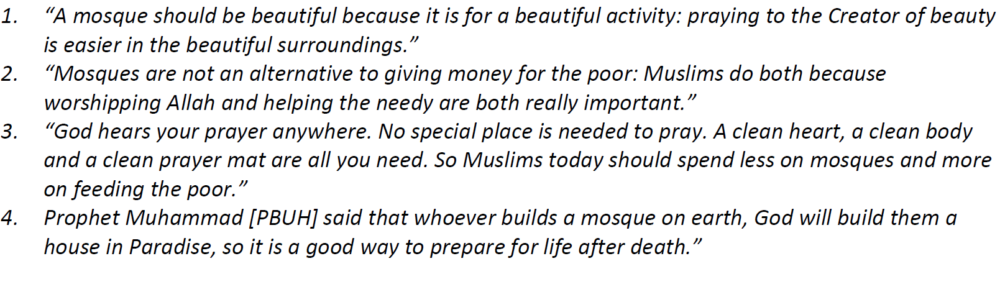 1. “A mosque should be beautiful because it is for a beautiful activity: praying to the Creator of beauty
is easier in the beautiful surroundings.”
2. “Mosques are not an alternative to giving money for the poor: Muslims do both because
worshipping Allah and helping the needy are both really important.”
3. “God hears your prayer anywhere. No special place is needed to pray. A clean heart, a clean body
and a clean prayer mat are all you need. So Muslims today should spend less on mosques and more
on feeding the poor.”
4. Prophet Muhammad [PBUH] said that whoever builds a mosque on earth, God will build them a
house in Paradise, so it is a good way to prepare for life after death.”